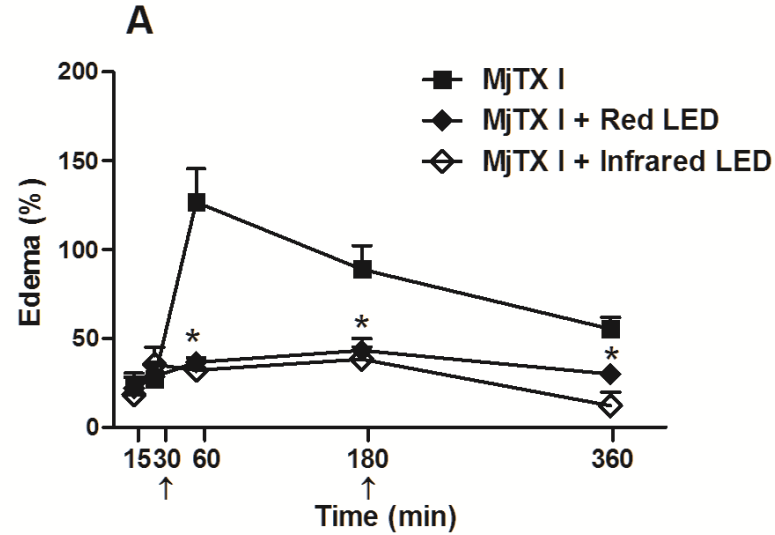 A
200
150
100
50
0
Edema (%)
MjTX I
MjTX I + Red LED
MjTX I + Infrared LED
*
*
*
15 30 60 180 360
↑ ↑
Time (min)